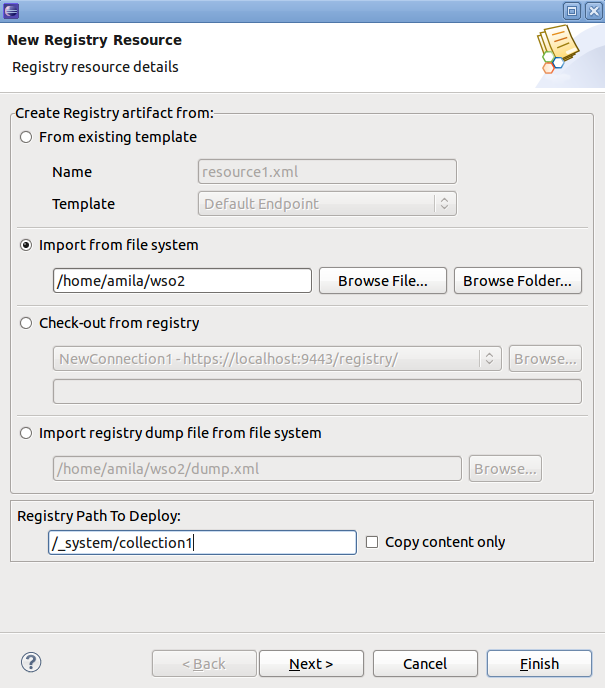 New Registry Resource
Registry resource details
Create Registry artifact from:
From existing template
Name resource1.xml
Template Default Endpoint
Import from file system
/home/amila/wso2 Browse File... Browse Folder...
Check-out from registry
NewConnection1 - https://localhost:9443/registry/ Browse...
Import registry dump file from file system
/home/amila/wso2/dump.xml Browse...
Registry Path To Deploy:
/_system/collection1 Copy content only
? < Back Next > Cancel Finish